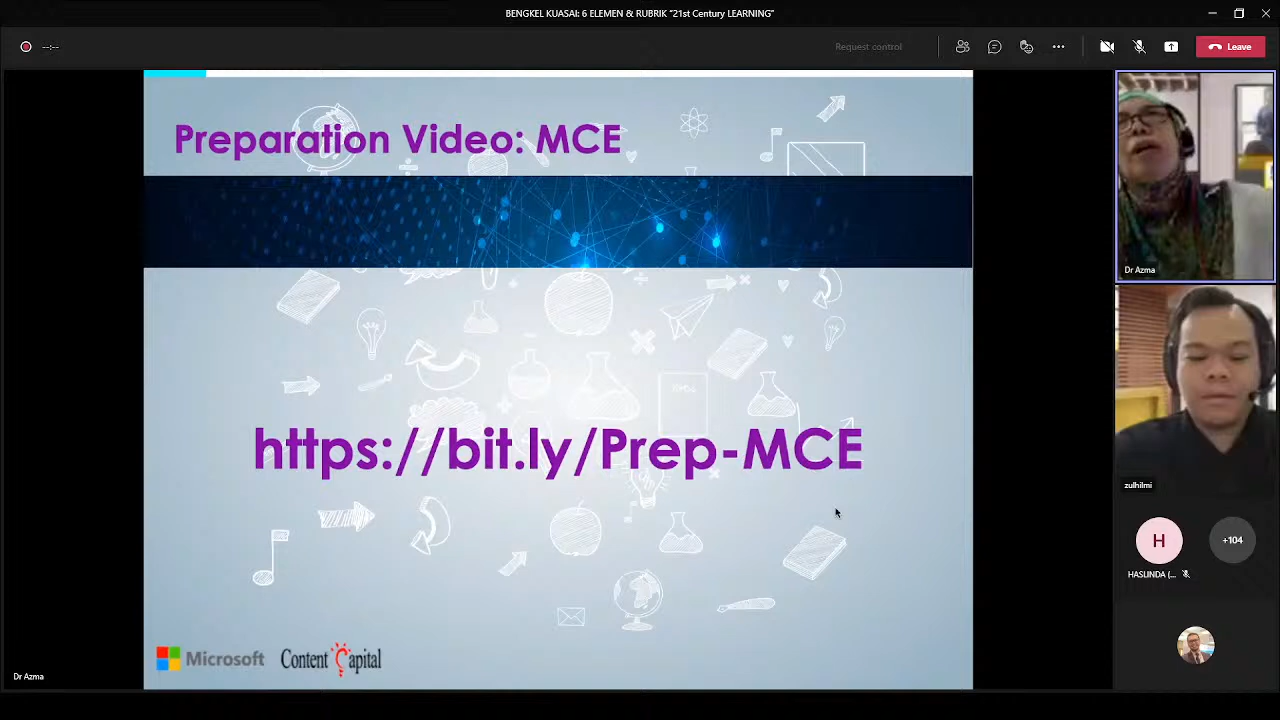 BENGKEL KUASAI: 6 ELEMEN & RUBRIK "21st Century LEARNING"
--:--
Request control
Leave
Preparation Video: MCE
https://bit.ly/Prep-MCE
Microsoft
Content Capital
Dr Azma
Dr Azma
zulhilmi
H
+104
HASLINDA (...